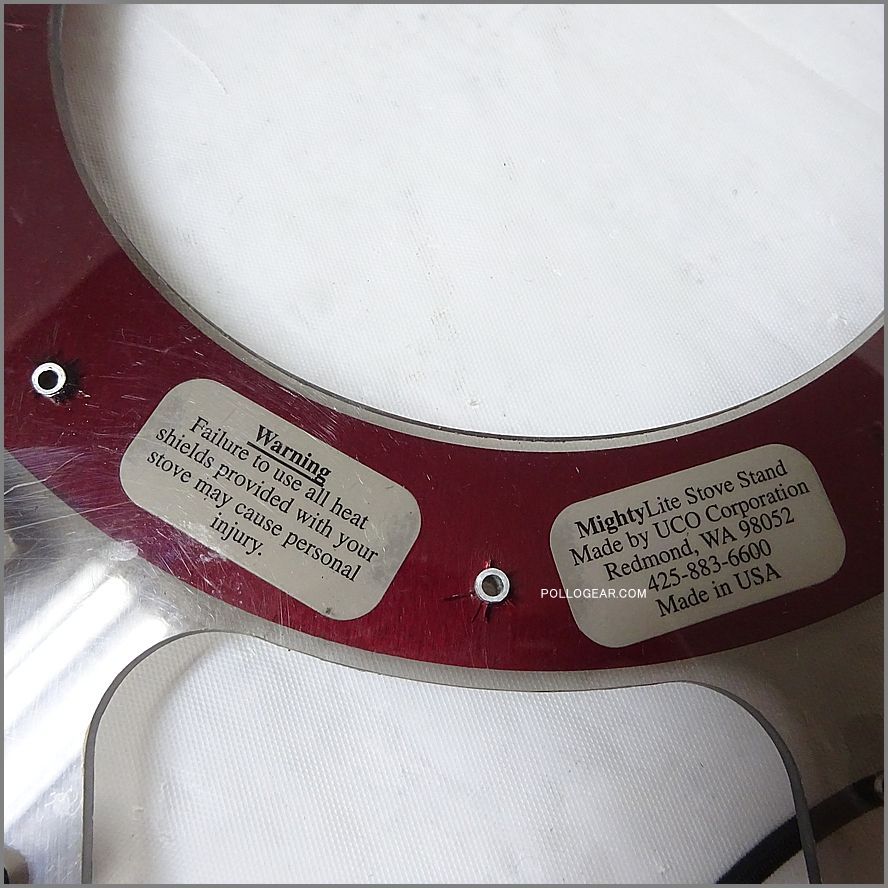 Warning
Failure to use all heat
shields provided with your
stove may cause personal
injury.
MightyLite Stove Stand
Made by UCO Corporation
Redmond, WA 98052
425-883-6600
Made in USA
POLLOGEAR.COM